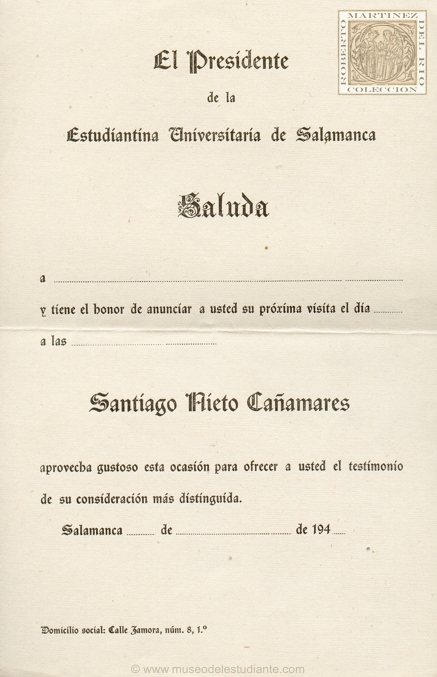 ROBERTO MARTINEZ DEL RIO
COLECCION
El Presidente
de la
Estudiantina Universitaria de Salamanca
Saluda
a
y tiene el honor de anunciar a usted su próxima visita el día
a las
Santiago Nieto Cañamares
aprovecha gustoso esta ocasión para ofrecer a usted el testimonio
de su consideración más distinguida.
Salamanca de de 194
Domicilio social: Calle Zamora, núm. 8, 1.º
© www.museodelestudiante.com